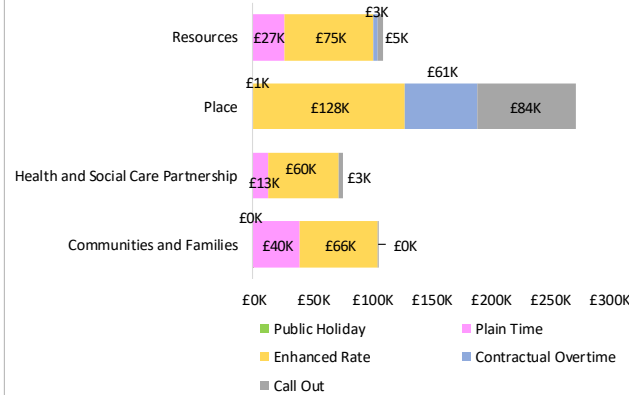 £3K
Resources £27K £75K £5K
£61K
£1K
Place £128K £84K
£60K
Health and Social Care Partnership £13K £3K
£0K
Communities and Families £40K £66K £0K
£0K £50K £100K £150K £200K £250K £300K
Public Holiday Plain Time
Enhanced Rate Contractual Overtime
Call Out